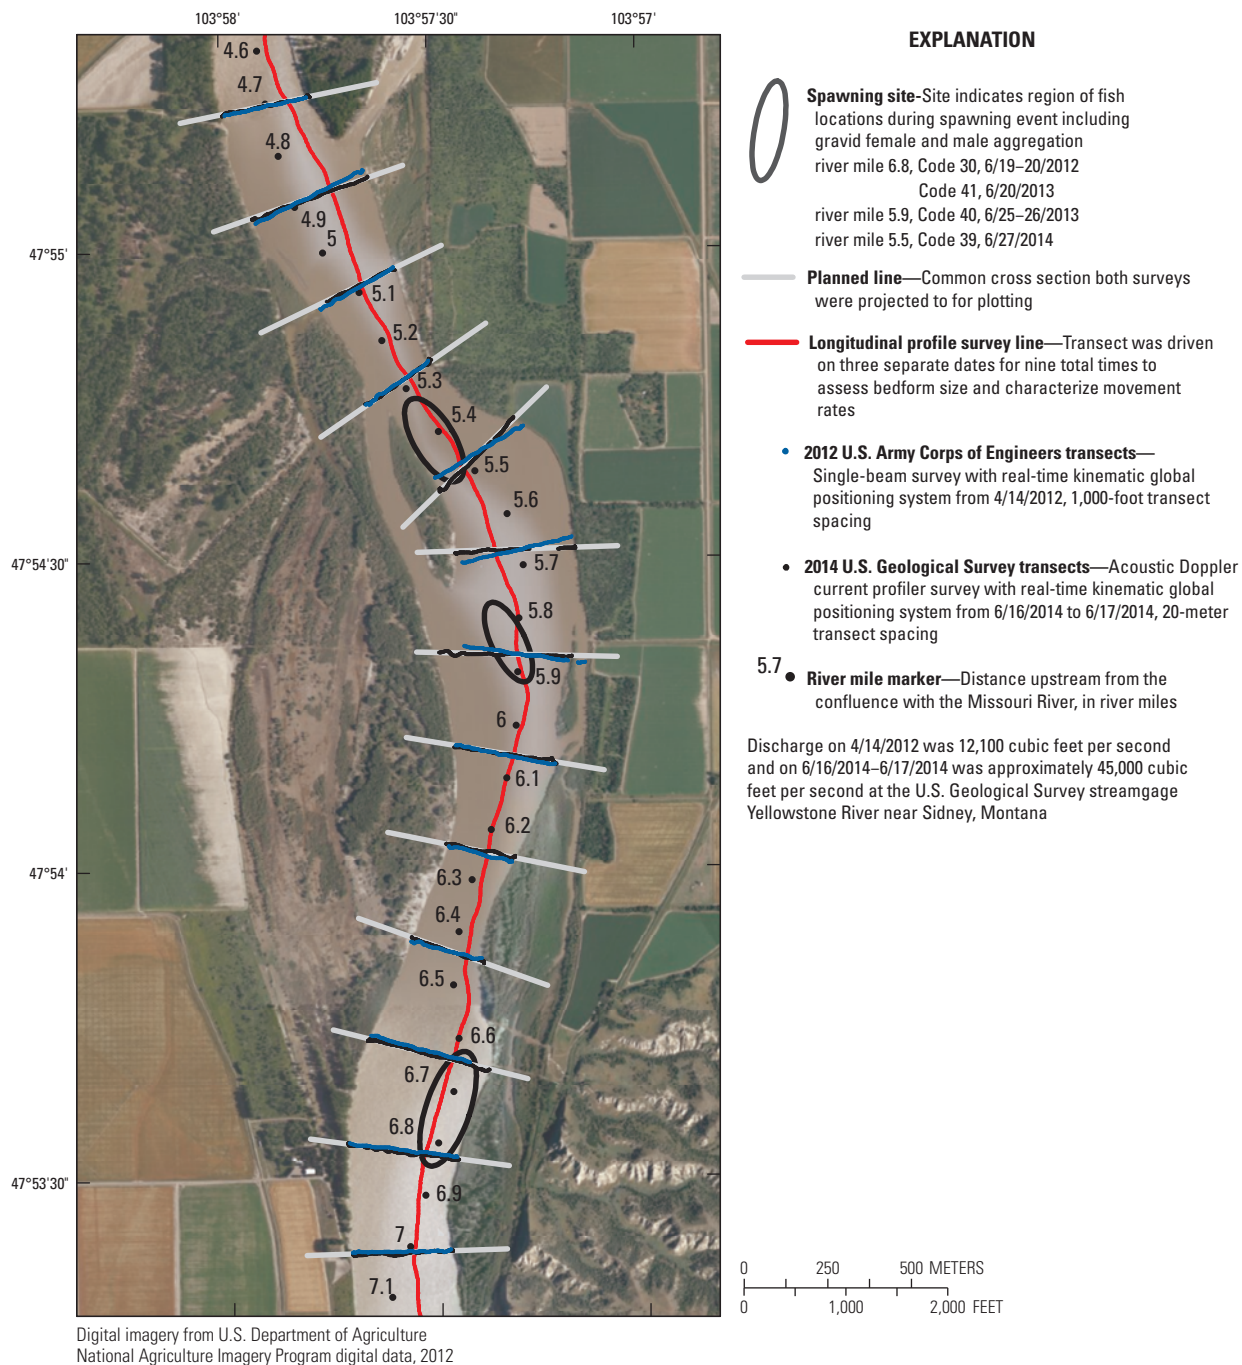 103°58'
103°57'30"
103°57'
47°55'
47°54'30"
47°54'
47°53'30"
4.6
4.7
4.8
4.9
5
5.1
5.2
5.3
5.4
5.5
5.6
5.7
5.8
5.9
6
6.1
6.2
6.3
6.4
6.5
6.6
6.7
6.8
6.9
7
7.1
Digital imagery from U.S. Department of Agriculture
National Agriculture Imagery Program digital data, 2012
EXPLANATION
Spawning site-Site indicates region of fish
locations during spawning event including
gravid female and male aggregation
river mile 6.8, Code 30, 6/19–20/2012
Code 41, 6/20/2013
river mile 5.9, Code 40, 6/25–26/2013
river mile 5.5, Code 39, 6/27/2014
Planned line—Common cross section both surveys
were projected to for plotting
Longitudinal profile survey line—Transect was driven
on three separate dates for nine total times to
assess bedform size and characterize movement
rates
2012 U.S. Army Corps of Engineers transects—
Single-beam survey with real-time kinematic global
positioning system from 4/14/2012, 1,000-foot transect
spacing
2014 U.S. Geological Survey transects—Acoustic Doppler
current profiler survey with real-time kinematic global
positioning system from 6/16/2014 to 6/17/2014, 20-meter
transect spacing
5.7
River mile marker—Distance upstream from the
confluence with the Missouri River, in river miles
Discharge on 4/14/2012 was 12,100 cubic feet per second
and on 6/16/2014–6/17/2014 was approximately 45,000 cubic
feet per second at the U.S. Geological Survey streamgage
Yellowstone River near Sidney, Montana
0 250 500 METERS
0 1,000 2,000 FEET